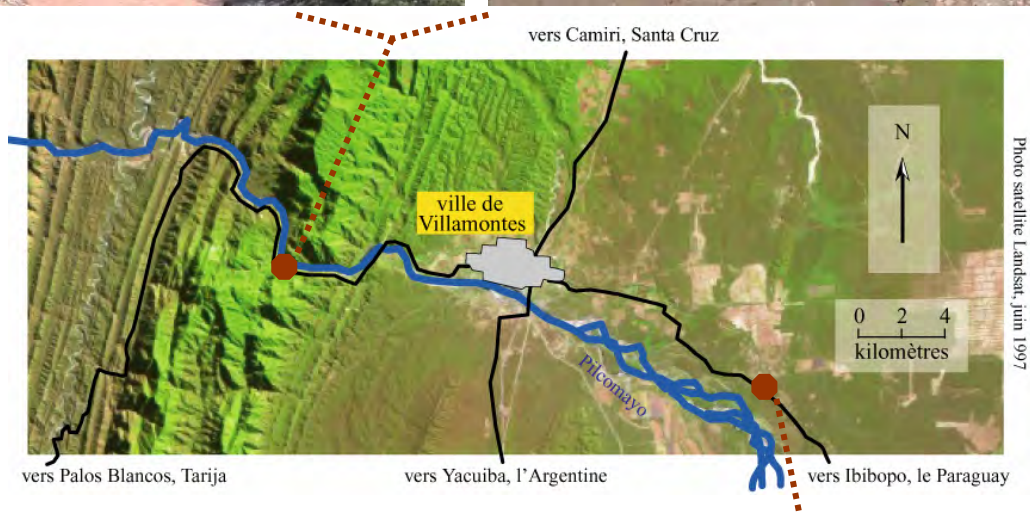 vers Camiri, Santa Cruz
ville de
Villamontes
N
0 2 4
kilomètres
Photo satellite Landsat, juin 1997
Pilcomayo
vers Palos Blancos, Tarija
vers Yacuiba, l'Argentine
vers Ibibopo, le Paraguay